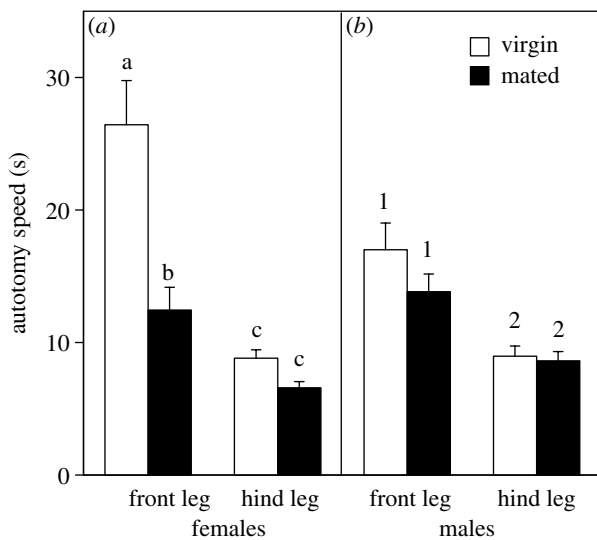 (a)
(b)
virgin
mated
autotomy speed (s)
30
20
10
0
a
b
c
c
1
1
2
2
front leg hind leg front leg hind leg
females males